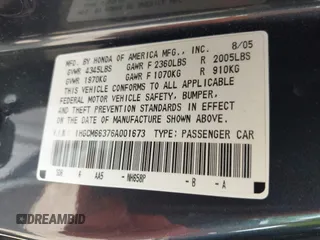 MFD. BY HONDA OF AMERICA MFG., INC. 8/05
GVWR 4345LBS GAWR F 2360LBS R 2005LBS
GVWR 1970KG GAWR F 1070KG R 910KG
THIS VEHICLE CONFORMS TO ALL APPLICABLE
FEDERAL MOTOR VEHICLE SAFETY, BUMPER,
AND THEFT PREVENTION STANDARDS IN EFFECT
ON THE DATE OF MANUFACTURE SHOWN ABOVE.
V.I.N: 1HGCM66376A001673 TYPE: PASSENGER CAR
6 AA5 NH658P - B - A
DREAMBID